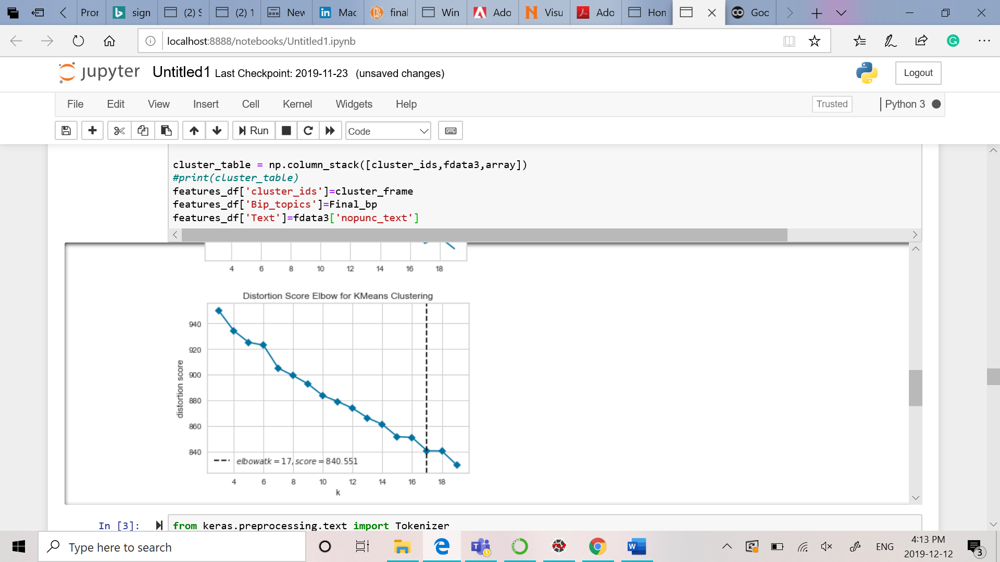 Pror
sign
(2) S
(2) 1
New
Mac
final
Win
Ado
Visu
Ado
Hon
Goo
localhost:8888/notebooks/Untitled1.ipynb
jupyter Untitled1 Last Checkpoint: 2019-11-23 (unsaved changes)
Logout
File Edit View Insert Cell Kernel Widgets Help
Trusted
Python 3
Run
Code
cluster_table = np.column_stack([cluster_ids,fdata3,array])
#print(cluster_table)
features_df['cluster_ids']=cluster_frame
features_df['Bip_topics']=Final_bp
features_df['Text']=fdata3['nopunc_text']
4 6 8 10 12 14 16 18
Distortion Score Elbow for KMeans Clustering
940
920
900
880
860
840
distortion score
elbowatk = 17, score = 840.551
4 6 8 10 12 14 16 18
k
In [3]:
from keras.preprocessing.text import Tokenizer
Type here to search
ENG
4:13 PM
2019-12-12
3